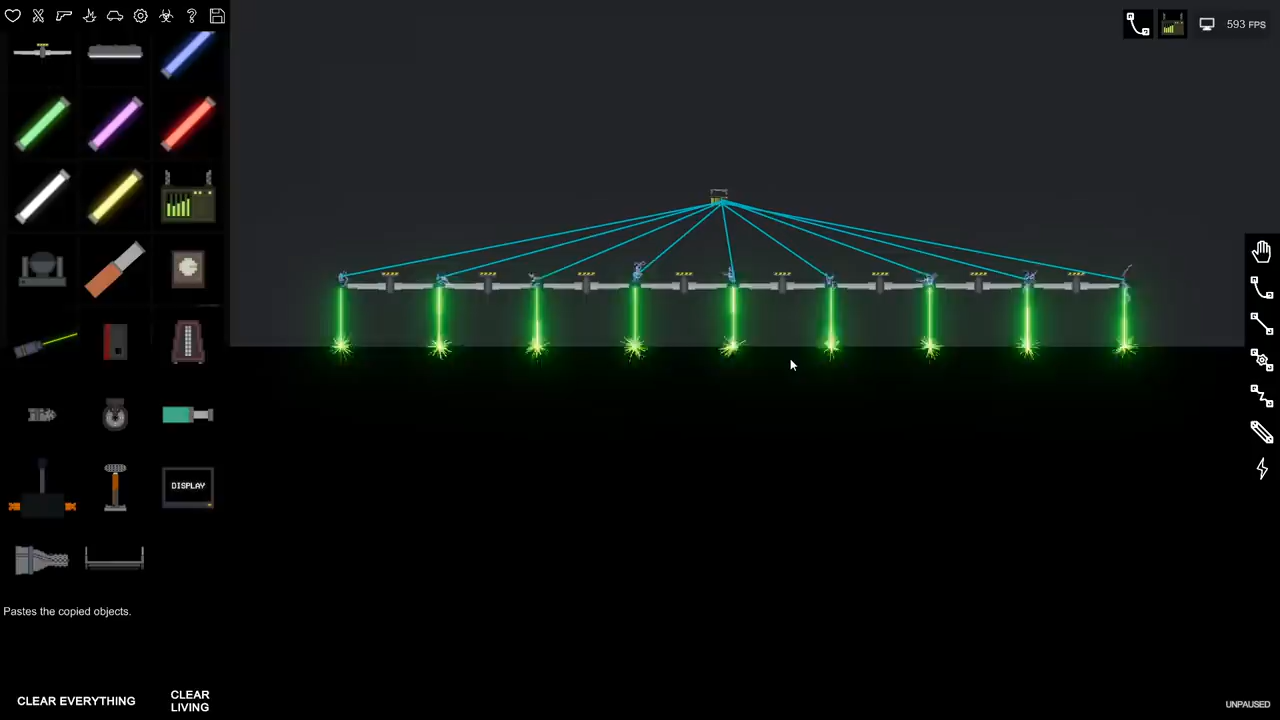 593 FPS
DISPLAY
Pastes the copied objects.
CLEAR EVERYTHING
CLEAR
LIVING
UNPAUSED